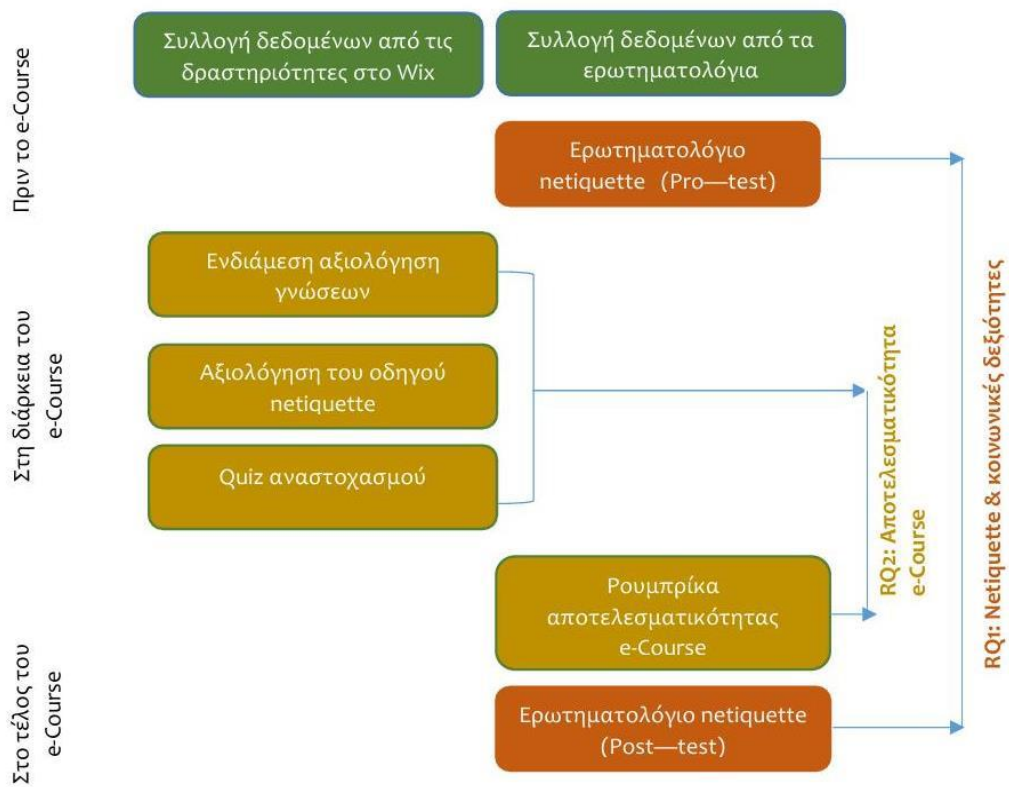 Πριν το e-Course
Συλλογή δεδομένων από τις
δραστηριότητες στο Wix
Συλλογή δεδομένων από τα
ερωτηματολόγια
Ερωτηματολόγιο
netiquette (Pro—test)
Στη διάρκεια του
e-Course
Ενδιάμεση αξιολόγηση
γνώσεων
Αξιολόγηση του οδηγού
netiquette
Quiz αναστοχασμού
Στο τέλος του
e-Course
Ρουμπρίκα
αποτελεσματικότητας
e-Course
Ερωτηματολόγιο netiquette
(Post—test)
RQ2: Αποτελεσματικότητα
e-Course
RQ1: Netiquette & κοινωνικές δεξιότητες